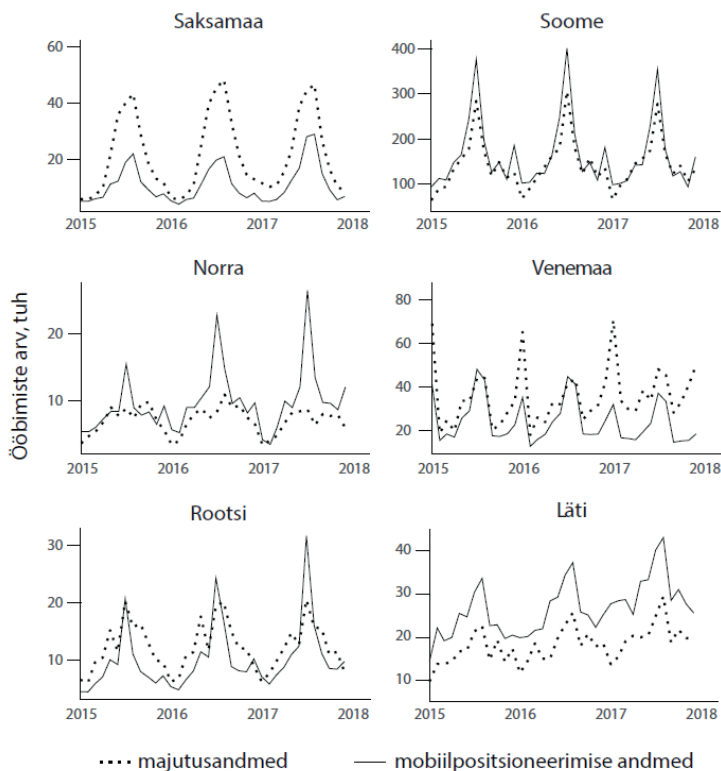 Saksamaa
Soome
60
40
20
400
300
200
100
2015 2016 2017 2018
2015 2016 2017 2018
Norra
Venemaa
Ööbimiste arv, tuh
20
10
80
60
40
20
2015 2016 2017 2018
2015 2016 2017 2018
Rootsi
Läti
30
20
10
40
30
20
10
2015 2016 2017 2018
2015 2016 2017 2018
majutusandmed
mobiilpositsioneerimise andmed